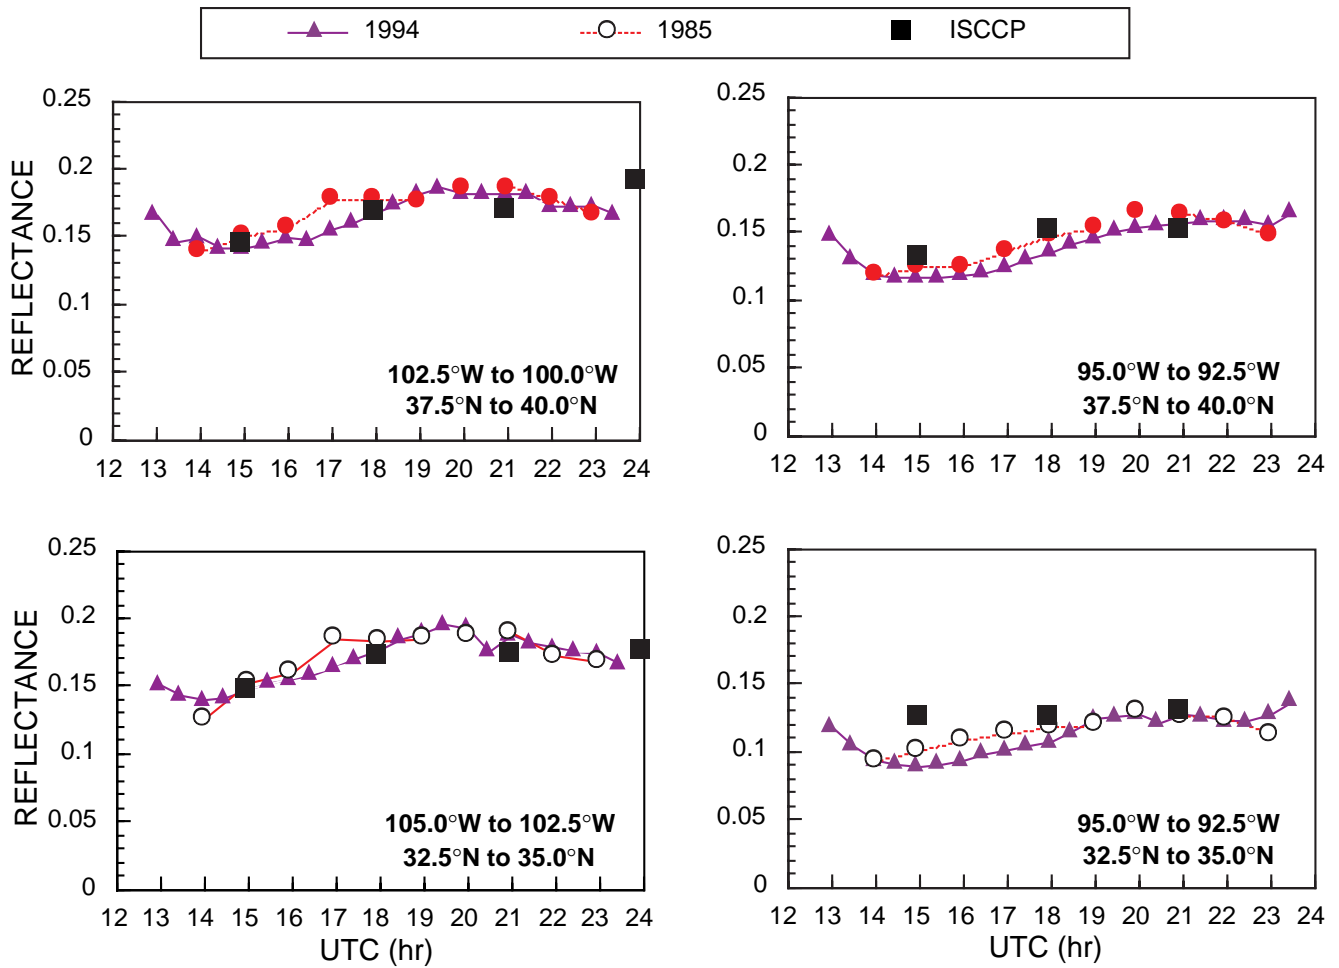 1994 1985 ISCCP
0.25
0.2
0.15
0.1
0.05
0
REFLECTANCE
102.5°W to 100.0°W
37.5°N to 40.0°N
12 13 14 15 16 17 18 19 20 21 22 23 24
0.25
0.2
0.15
0.1
0.05
0
95.0°W to 92.5°W
37.5°N to 40.0°N
12 13 14 15 16 17 18 19 20 21 22 23 24
0.25
0.2
0.15
0.1
0.05
0
REFLECTANCE
105.0°W to 102.5°W
32.5°N to 35.0°N
12 13 14 15 16 17 18 19 20 21 22 23 24
UTC (hr)
0.25
0.2
0.15
0.1
0.05
0
95.0°W to 92.5°W
32.5°N to 35.0°N
12 13 14 15 16 17 18 19 20 21 22 23 24
UTC (hr)